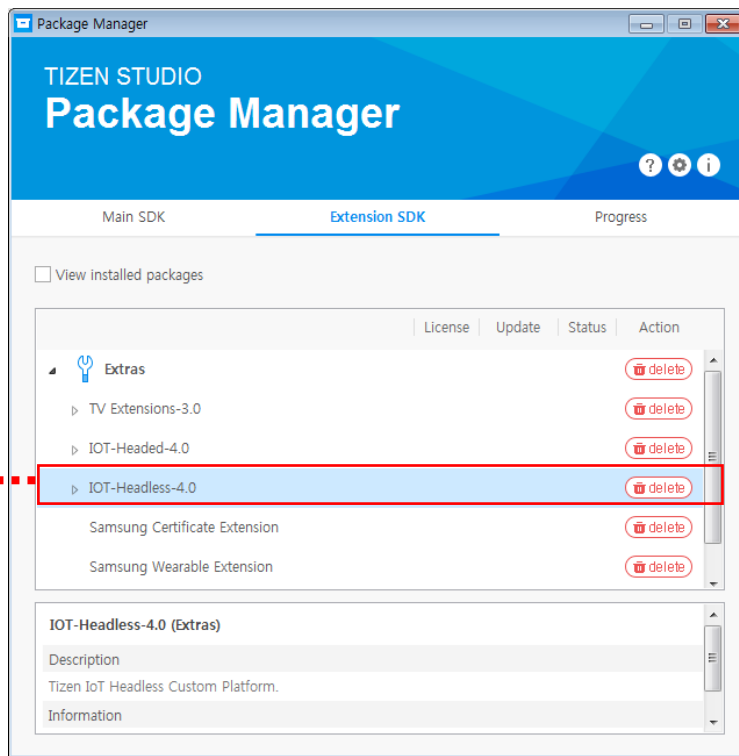 Package Manager
TIZEN STUDIO
Package Manager
? i
Main SDK Extension SDK Progress
View installed packages
License Update Status Action
Extras delete
TV Extensions-3.0 delete
IOT-Headed-4.0 delete
IOT-Headless-4.0 delete
Samsung Certificate Extension delete
Samsung Wearable Extension delete
IOT-Headless-4.0 (Extras)
Description
Tizen IoT Headless Custom Platform.
Information